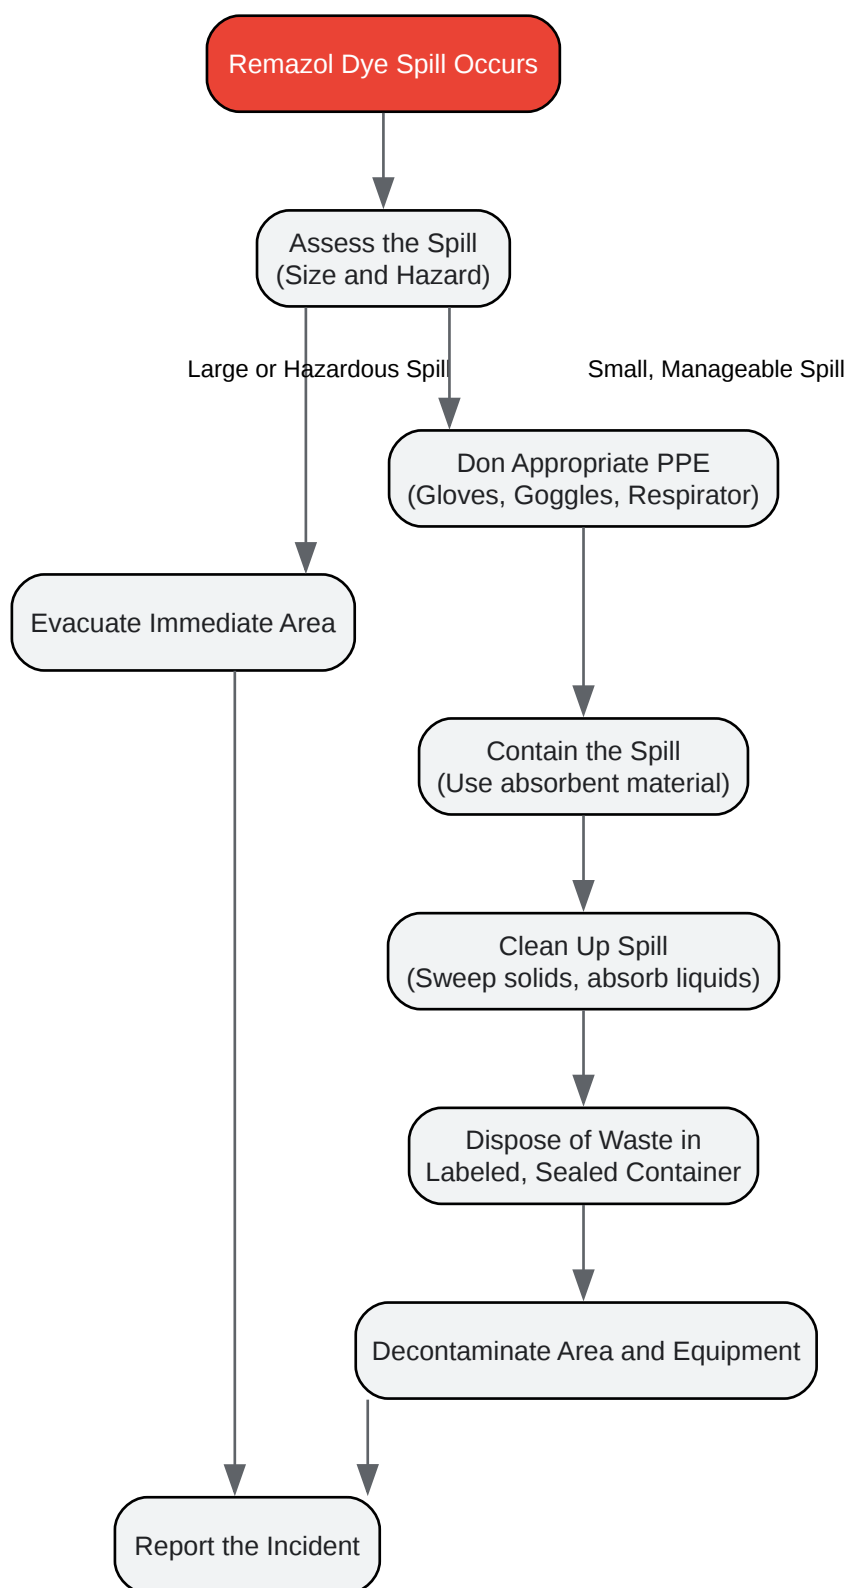 Remazol Dye Spill Occurs
Assess the Spill
(Size and Hazard)
Large or Hazardous Spill
Small, Manageable Spill
Don Appropriate PPE
(Gloves, Goggles, Respirator)
Evacuate Immediate Area
Contain the Spill
(Use absorbent material)
Clean Up Spill
(Sweep solids, absorb liquids)
Dispose of Waste in
Labeled, Sealed Container
Decontaminate Area and Equipment
Report the Incident